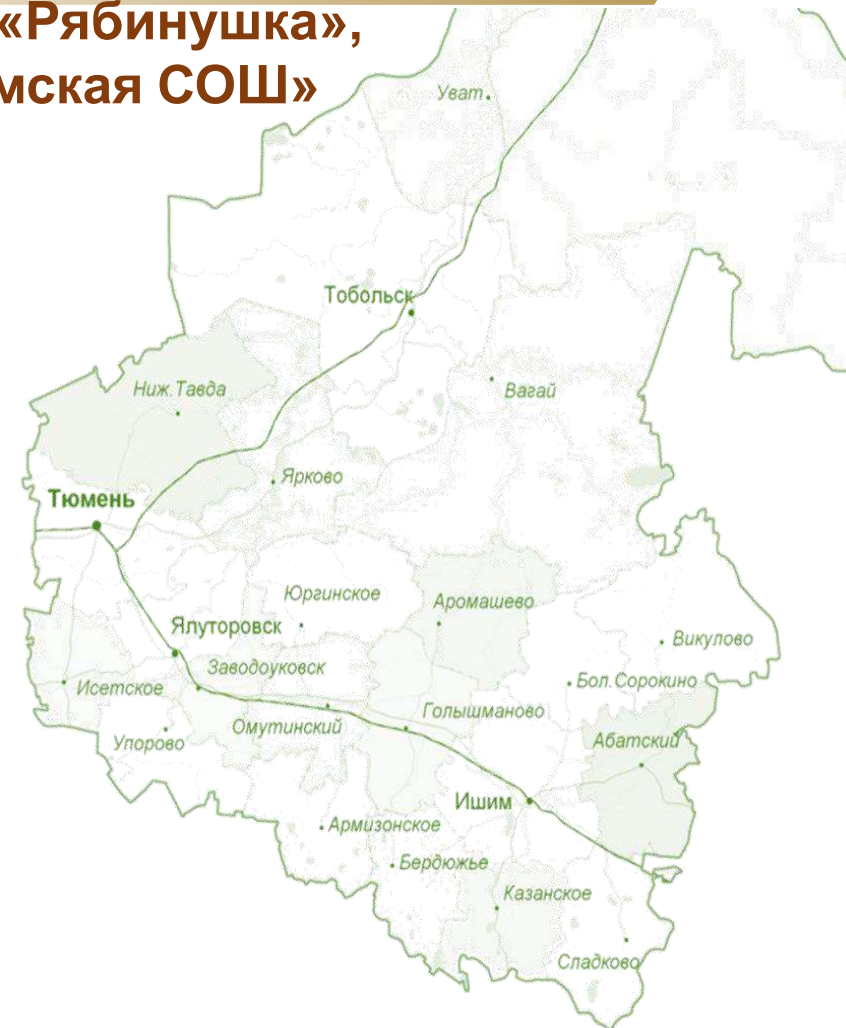 «Рябинушка»,
мская СОШ»
Уват
Тобольск
Ниж.Тавда
Вагай
Ярково
Тюмень
Юргинское
Аромашево
Ялуторовск
Викулово
Заводоуковск
Исетское
Бол.Сорокино
Голышманово
Омутинский
Упорово
Абатский
Ишим
Армизонское
Бердюжье
Казанское
Сладково